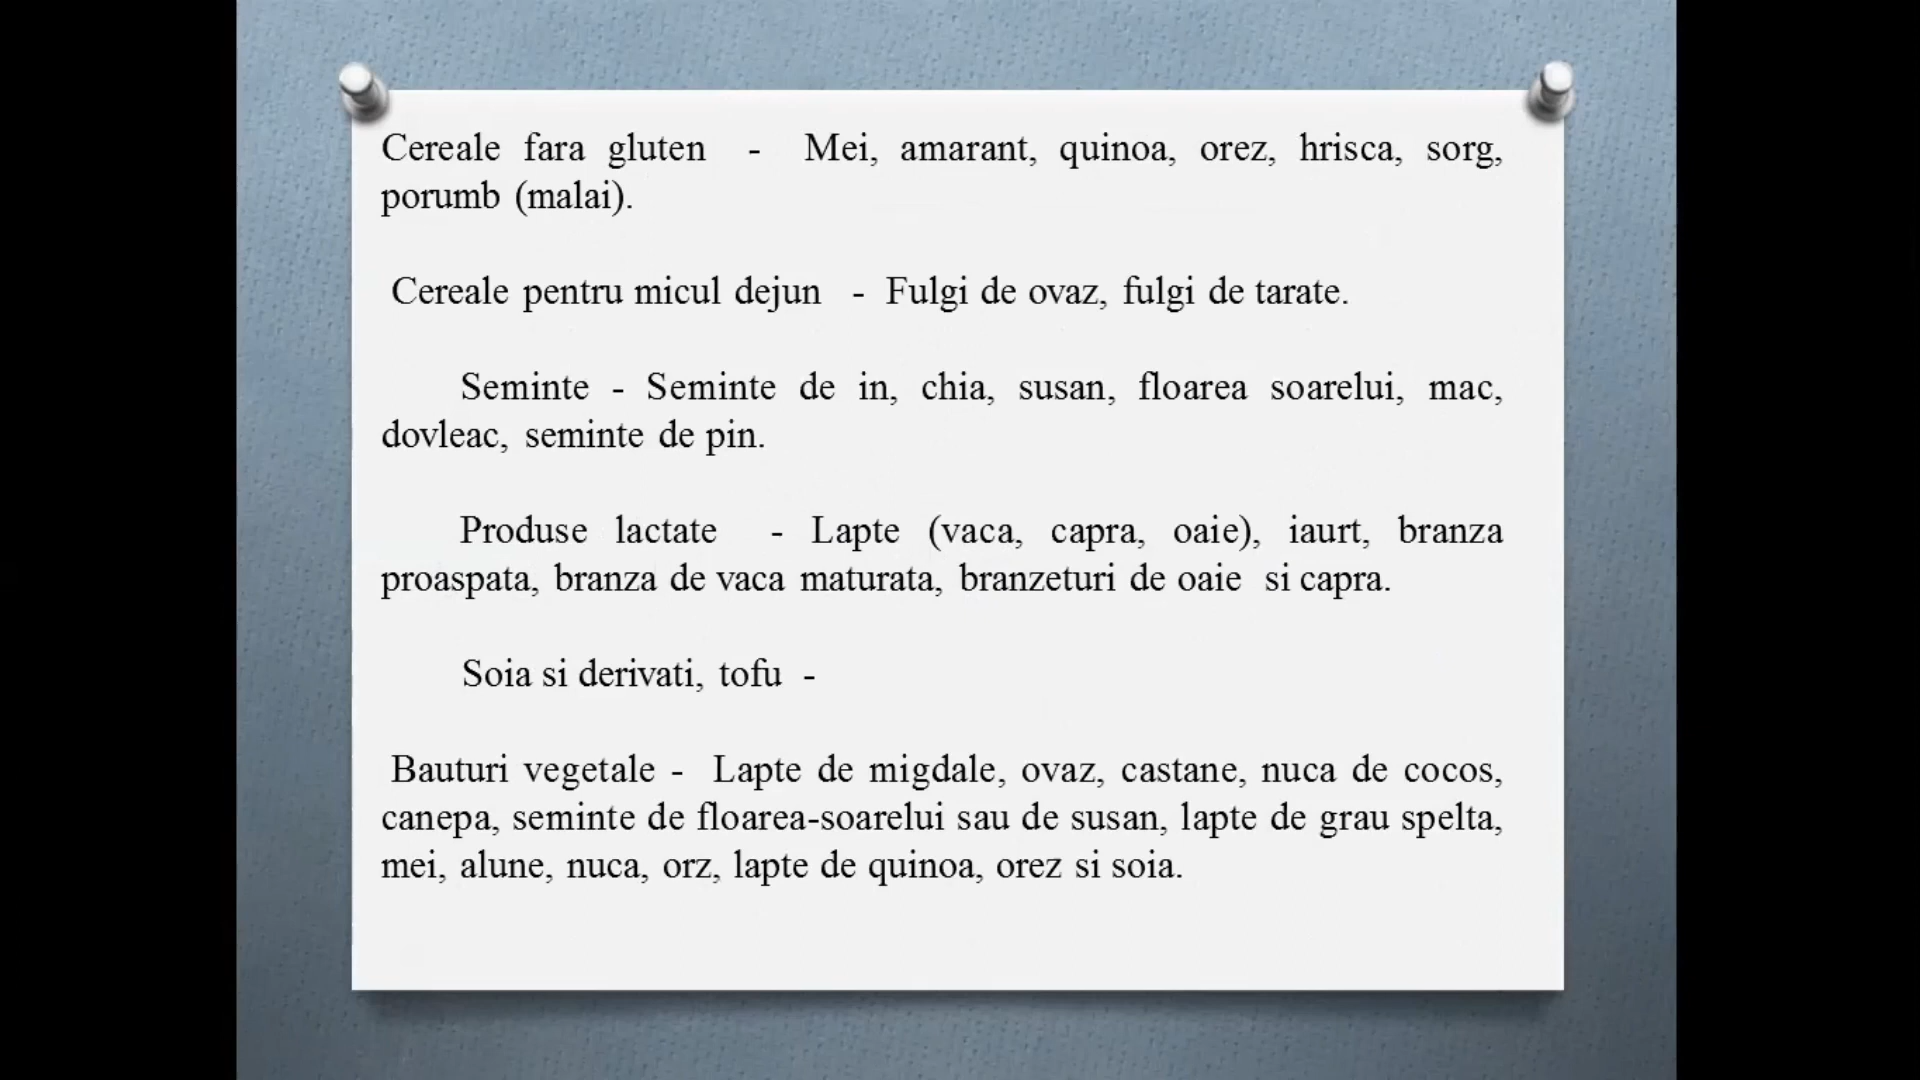 Cereale fara gluten - Mei, amarant, quinoa, orez, hrisca, sorg,
porumb (malai).
Cereale pentru micul dejun - Fulgi de ovaz, fulgi de tarate.
Seminte - Seminte de in, chia, susan, floarea soarelui, mac,
dovleac, seminte de pin.
Produse lactate - Lapte (vaca, capra, oaie), iaurt, branza
proaspata, branza de vaca maturata, branzeturi de oaie si capra.
Soia si derivati, tofu -
Bauturi vegetale - Lapte de migdale, ovaz, castane, nuca de cocos,
canepa, seminte de floarea-soarelui sau de susan, lapte de grau spelta,
mei, alune, nuca, orz, lapte de quinoa, orez si soia.